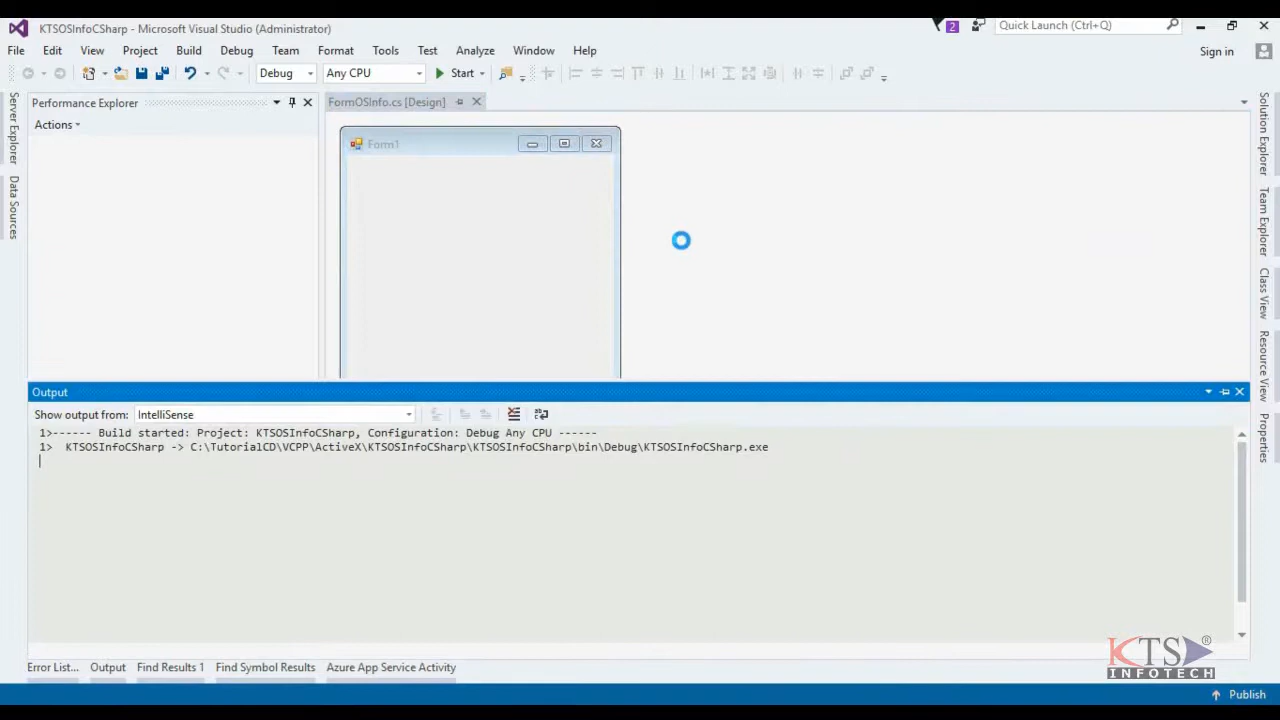 KTSOSInfoCSharp - Microsoft Visual Studio (Administrator)
2
Quick Launch (Ctrl+Q)
File Edit View Project Build Debug Team Format Tools Test Analyze Window Help
Sign in
Debug Any CPU Start
Server Explorer
Data Sources
Performance Explorer
Actions
FormOSInfo.cs [Design]
Form1
Solution Explorer
Team Explorer
Class View
Resource View
Properties
Output
Show output from: IntelliSense
1>------ Build started: Project: KTSOSInfoCSharp, Configuration: Debug Any CPU ------
1> KTSOSInfoCSharp -> C:\TutorialCD\VCPP\ActiveX\KTSOSInfoCSharp\KTSOSInfoCSharp\bin\Debug\KTSOSInfoCSharp.exe
KTS ®
INFOTECH
Error List... Output Find Results 1 Find Symbol Results Azure App Service Activity
Publish